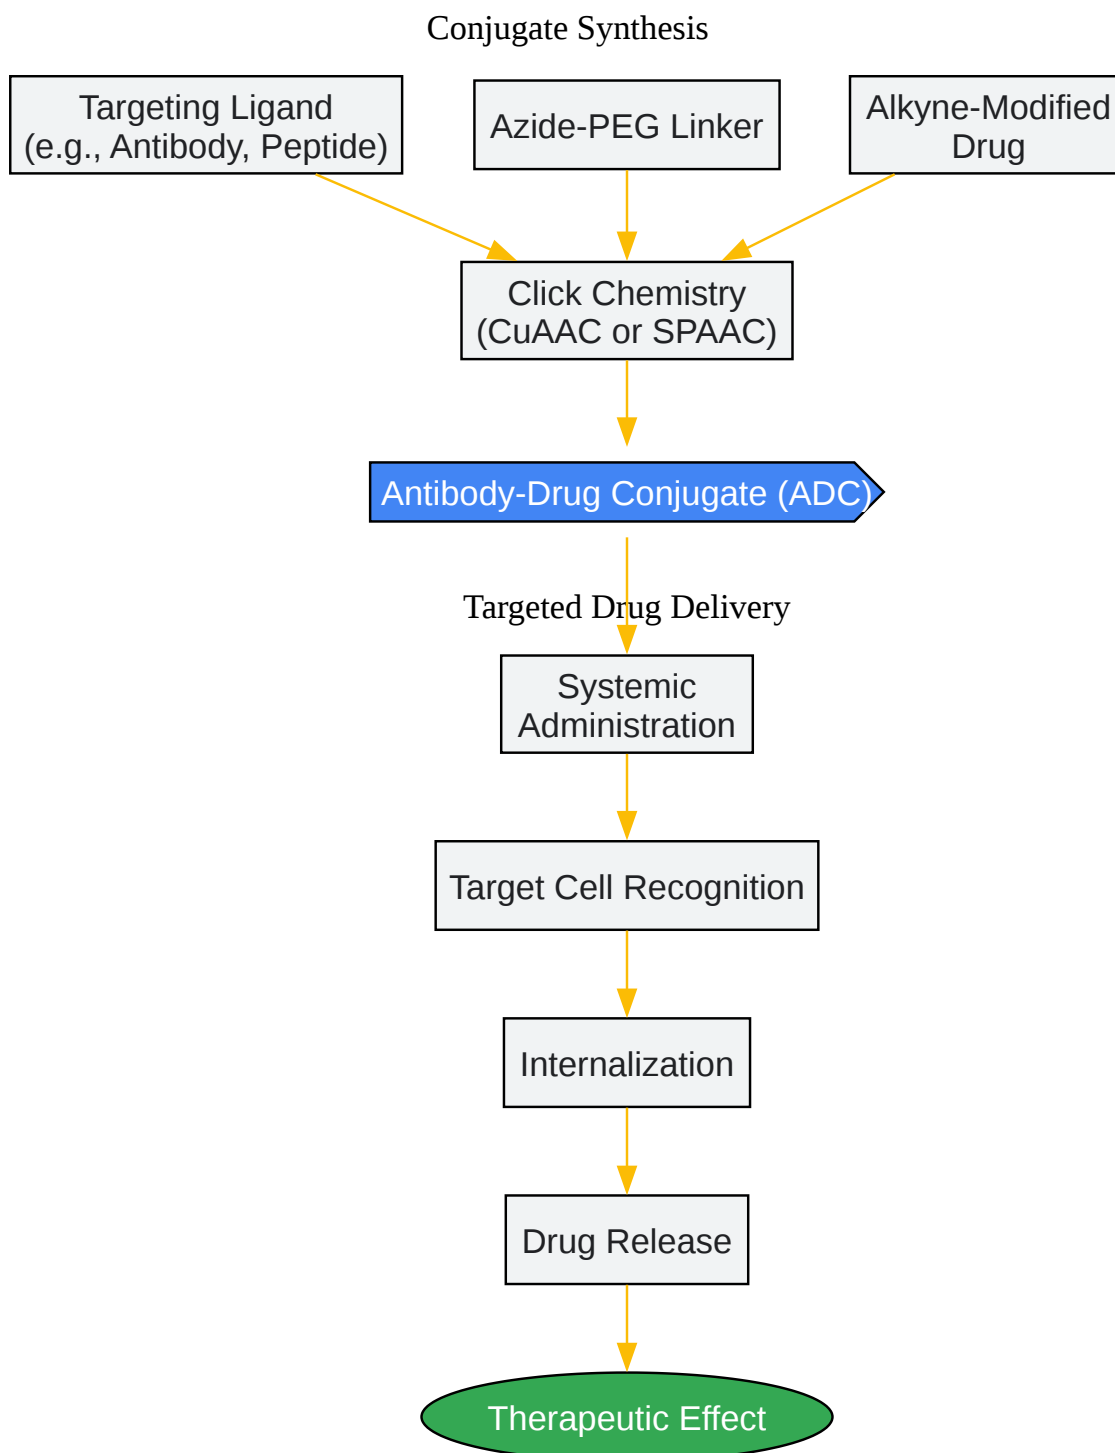 Conjugate Synthesis
Targeting Ligand
(e.g., Antibody, Peptide)
Azide-PEG Linker
Alkyne-Modified
Drug
Click Chemistry
(CuAAC or SPAAC)
Antibody-Drug Conjugate (ADC)
Targeted Drug Delivery
Systemic
Administration
Target Cell Recognition
Internalization
Drug Release
Therapeutic Effect